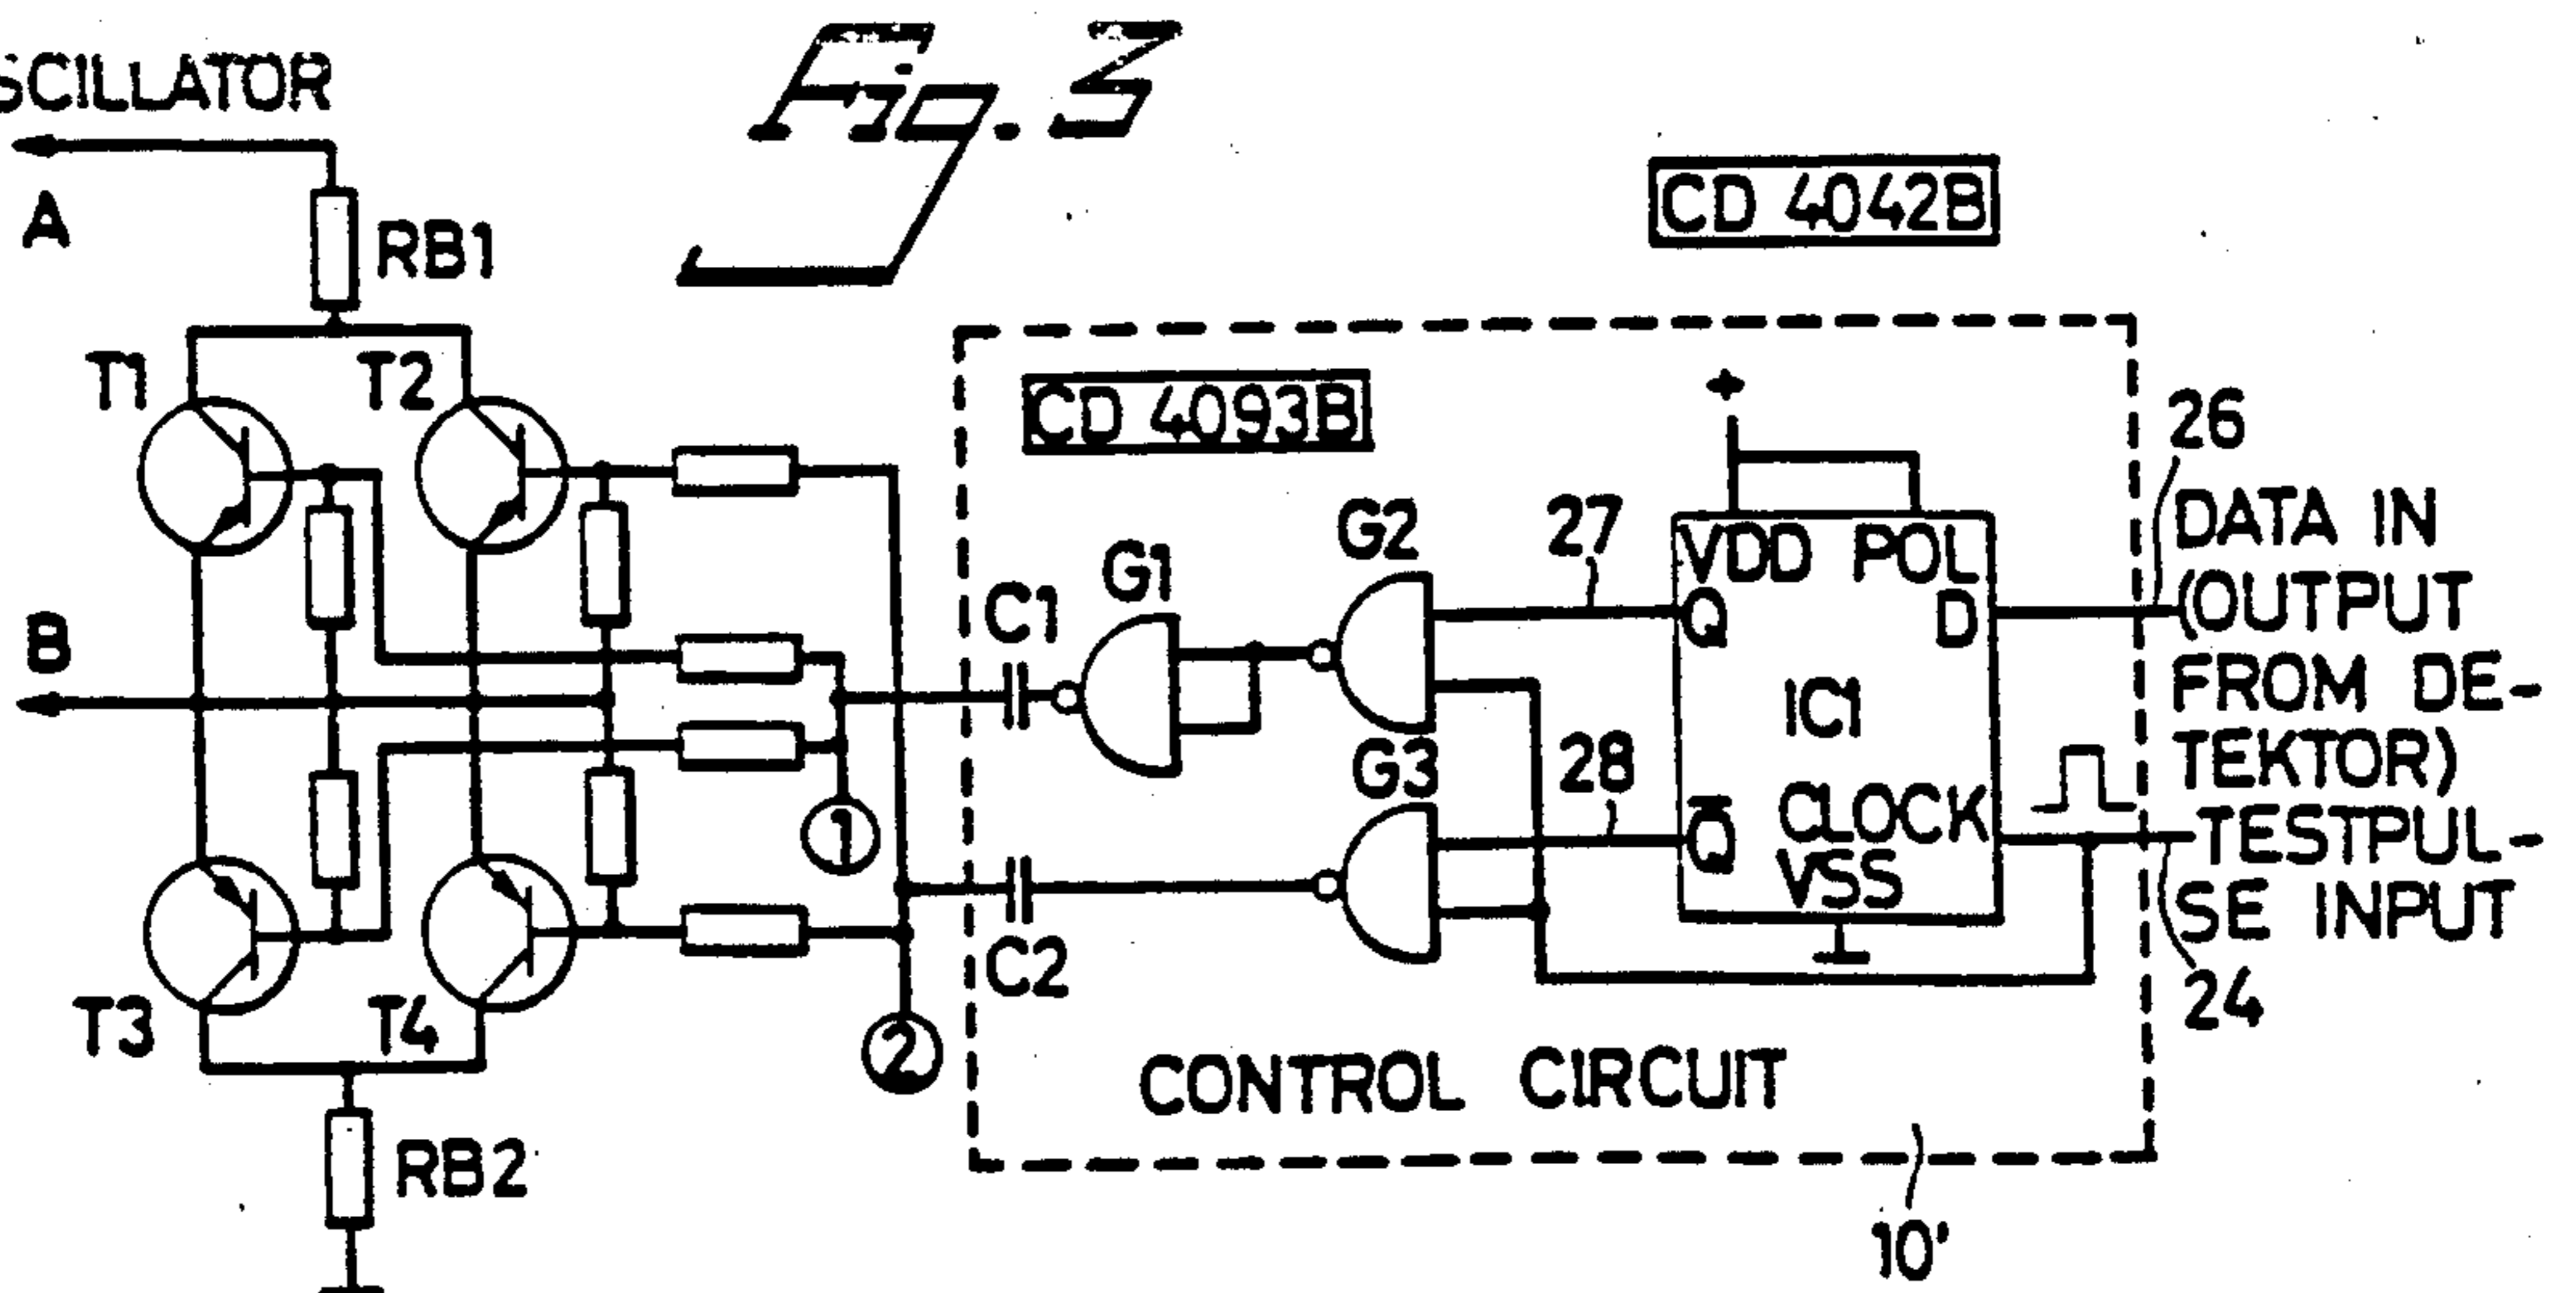 Fig. 3
SCILLATOR
A
RB1
CD 4042B
T1
T2
CD 4093B
+
26
DATA IN
(OUTPUT
FROM DE-
TEKTOR)
TESTPUL-
SE INPUT
24
G2
27
VDD POL
Q
D
G1
C1
B
IC1
G3
28
Q̅
CLOCK
VSS
1
C2
T3
T4
2
CONTROL CIRCUIT
RB2
10'